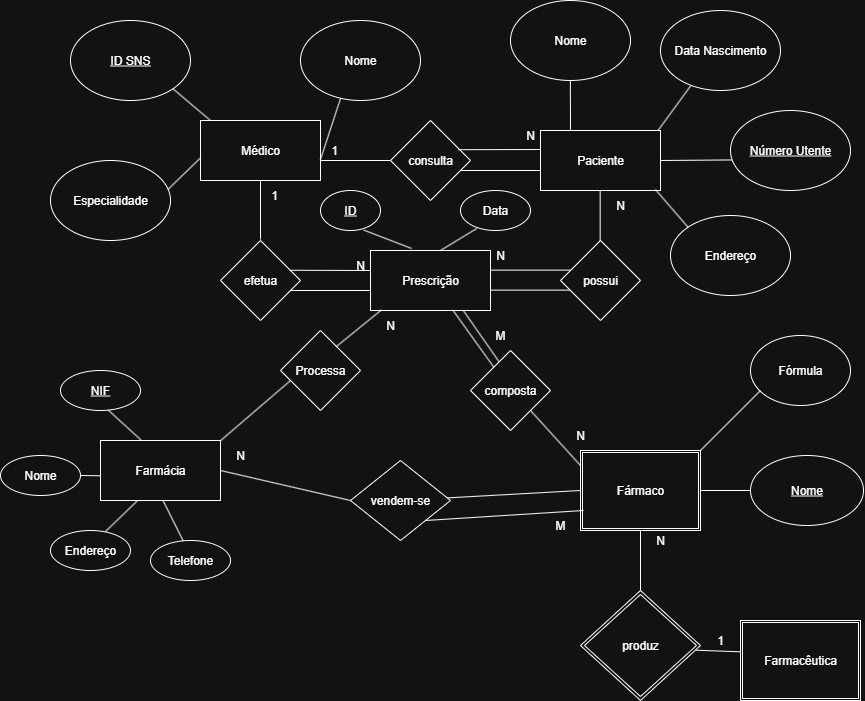 Nome
Data Nascimento
ID SNS
Nome
N
Médico
1
consulta
Paciente
Número Utente
Especialidade
1
ID
Data
N
Endereço
N
N
efetua
Prescrição
possui
N
M
Processa
Fórmula
NIF
composta
N
N
Farmácia
Nome
Fármaco
Nome
vendem-se
M
N
Endereço
Telefone
produz
1
Farmacêutica